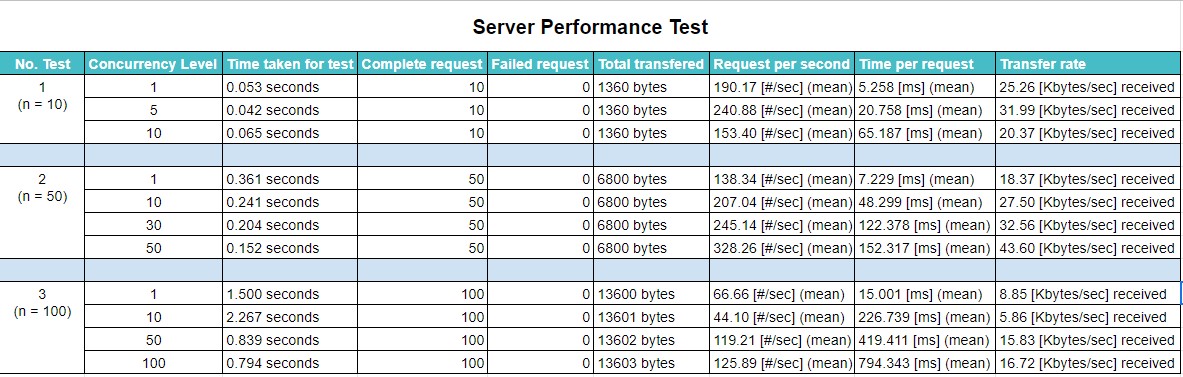 Server Performance Test
No. Test Concurrency Level Time taken for test Complete request Failed request Total transfered Request per second Time per request Transfer rate
1 1 0.053 seconds 10 0 1360 bytes 190.17 [#/sec] (mean) 5.258 [ms] (mean) 25.26 [Kbytes/sec] received
(n = 10) 5 0.042 seconds 10 0 1360 bytes 240.88 [#/sec] (mean) 20.758 [ms] (mean) 31.99 [Kbytes/sec] received
10 0.065 seconds 10 0 1360 bytes 153.40 [#/sec] (mean) 65.187 [ms] (mean) 20.37 [Kbytes/sec] received
2 1 0.361 seconds 50 0 6800 bytes 138.34 [#/sec] (mean) 7.229 [ms] (mean) 18.37 [Kbytes/sec] received
(n = 50) 10 0.241 seconds 50 0 6800 bytes 207.04 [#/sec] (mean) 48.299 [ms] (mean) 27.50 [Kbytes/sec] received
30 0.204 seconds 50 0 6800 bytes 245.14 [#/sec] (mean) 122.378 [ms] (mean) 32.56 [Kbytes/sec] received
50 0.152 seconds 50 0 6800 bytes 328.26 [#/sec] (mean) 152.317 [ms] (mean) 43.60 [Kbytes/sec] received
3 1 1.500 seconds 100 0 13600 bytes 66.66 [#/sec] (mean) 15.001 [ms] (mean) 8.85 [Kbytes/sec] received
(n = 100) 10 2.267 seconds 100 0 13601 bytes 44.10 [#/sec] (mean) 226.739 [ms] (mean) 5.86 [Kbytes/sec] received
50 0.839 seconds 100 0 13602 bytes 119.21 [#/sec] (mean) 419.411 [ms] (mean) 15.83 [Kbytes/sec] received
100 0.794 seconds 100 0 13603 bytes 125.89 [#/sec] (mean) 794.343 [ms] (mean) 16.72 [Kbytes/sec] received